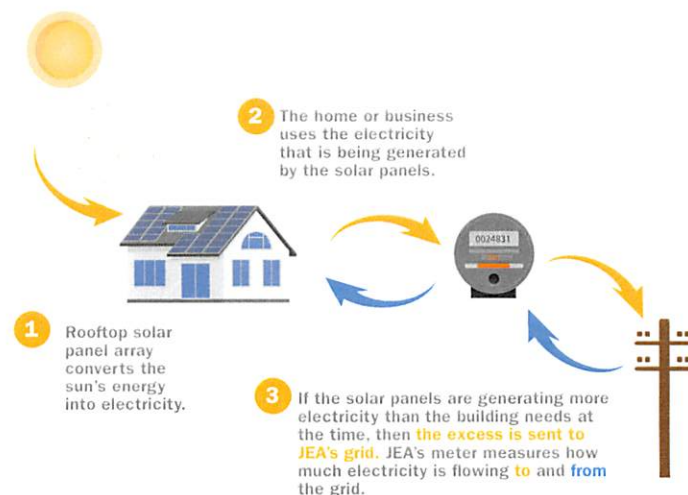 2 The home or business
uses the electricity
that is being generated
by the solar panels.
0024831
1 Rooftop solar
panel array
converts the
sun's energy
into electricity.
3 If the solar panels are generating more
electricity than the building needs at
the time, then the excess is sent to
JEA's grid. JEA's meter measures how
much electricity is flowing to and from
the grid.